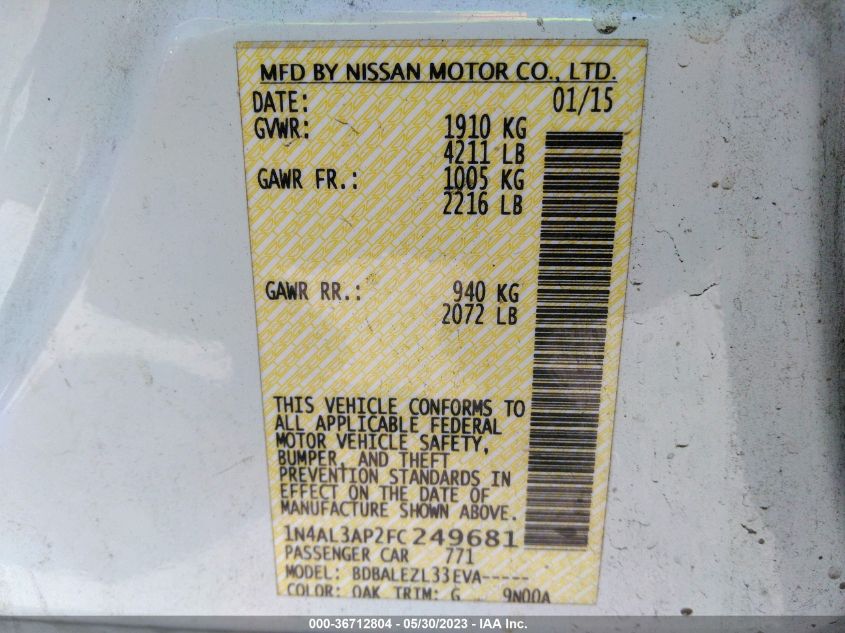 MFD BY NISSAN MOTOR CO., LTD.
DATE: 01/15
GVWR: 1910 KG
4211 LB
GAWR FR.: 1005 KG
2216 LB
GAWR RR.: 940 KG
2072 LB
THIS VEHICLE CONFORMS TO
ALL APPLICABLE FEDERAL
MOTOR VEHICLE SAFETY,
BUMPER, AND THEFT
PREVENTION STANDARDS IN
EFFECT ON THE DATE OF
MANUFACTURE SHOWN ABOVE.
1N4AL3AP2FC249681
PASSENGER CAR 771
MODEL: BDBALEZL33EVA-----
COLOR: QAK TRIM: G 9N00A
000-36712804 - 05/30/2023 - IAA Inc.